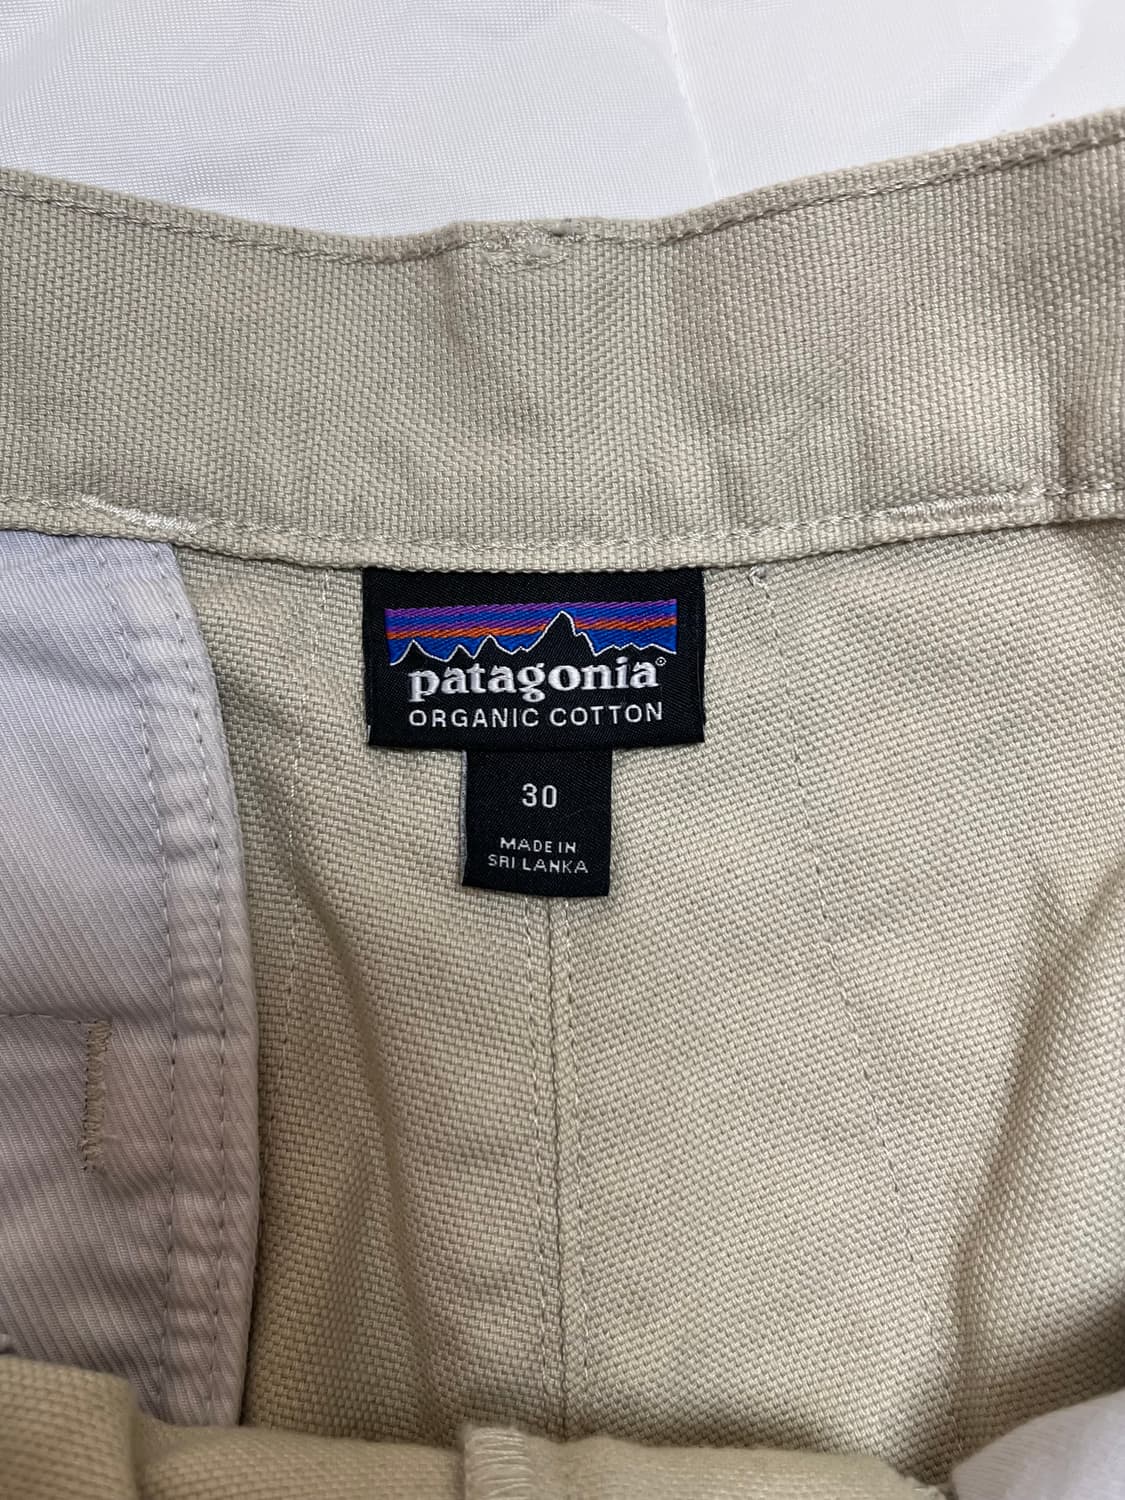 patagonia®
ORGANIC COTTON
30
MADE IN
SRI LANKA